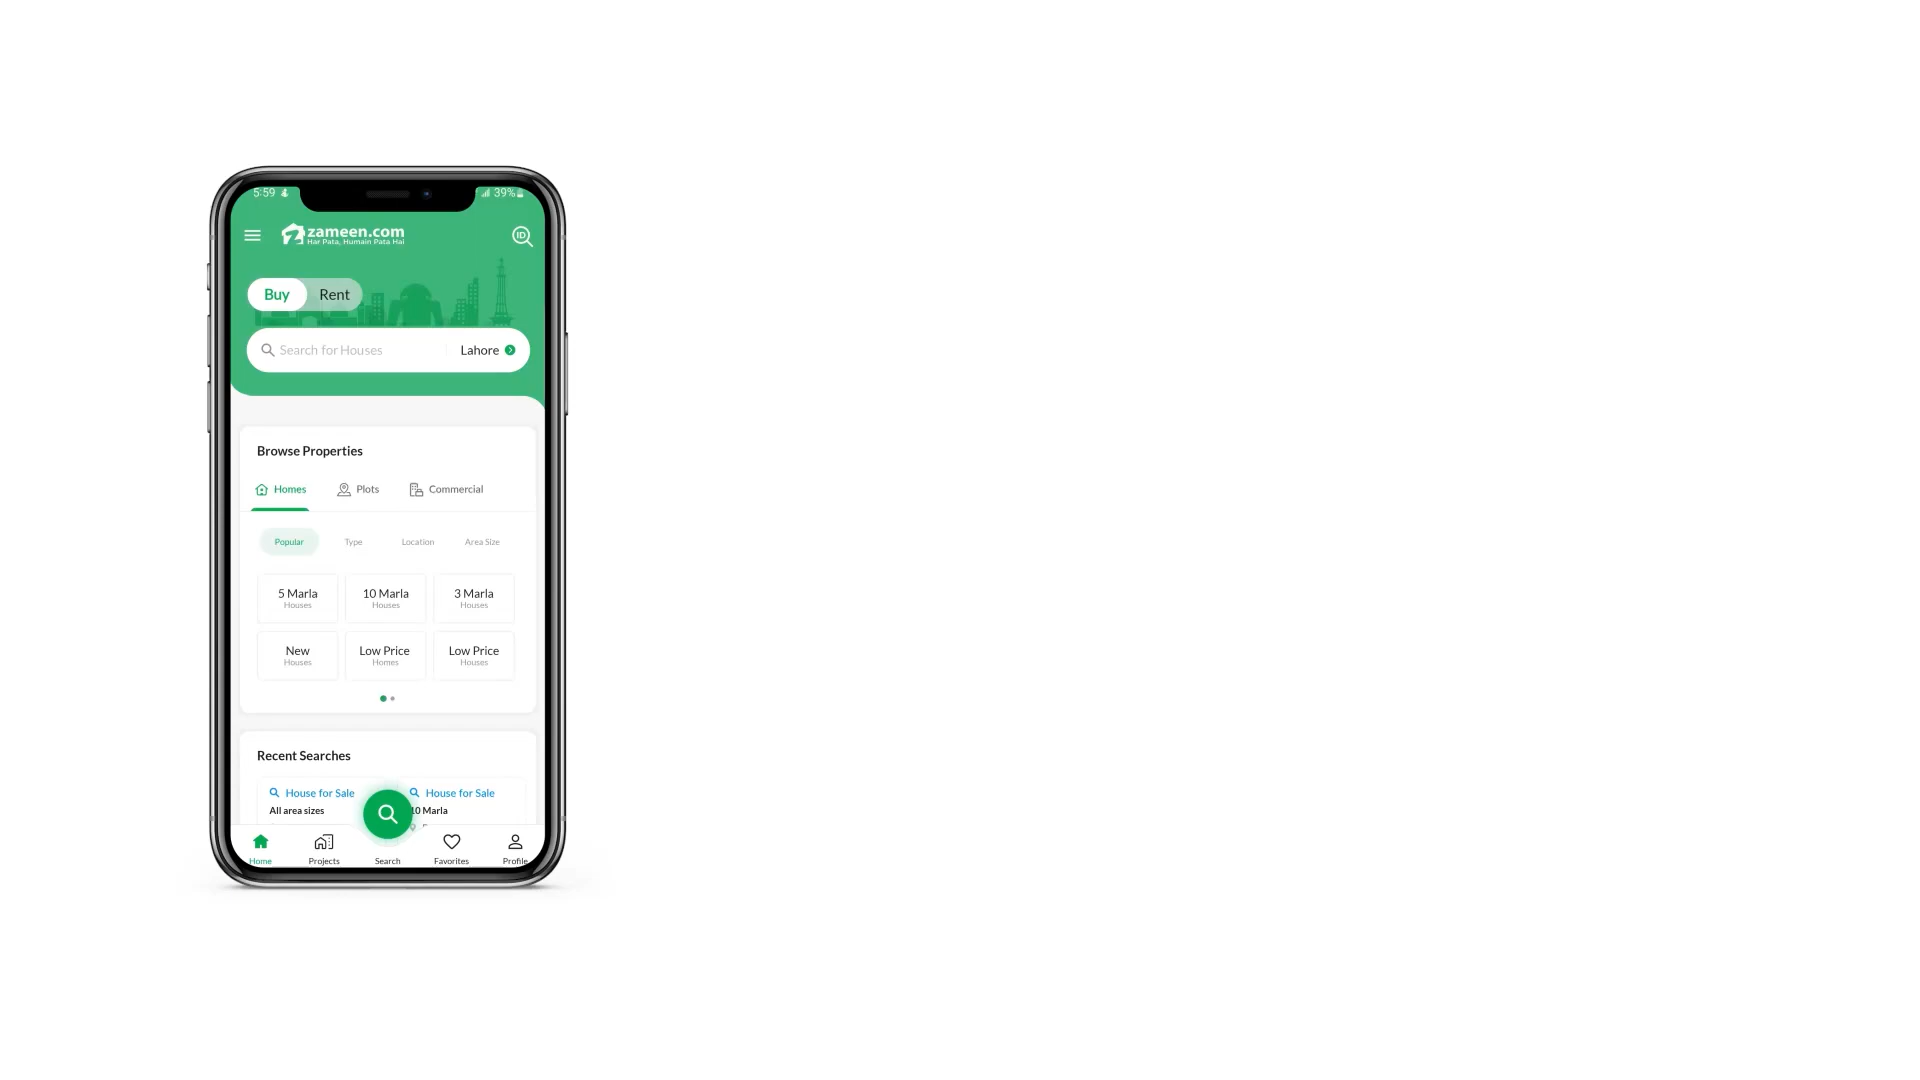 5:59
39%
zameen.com
Har Pata, Humain Pata Hai
ID
Buy Rent
Search for Houses Lahore
Browse Properties
Homes Plots Commercial
Popular Type Location Area Size
5 Marla 10 Marla 3 Marla
Houses Houses Houses
New Low Price Low Price
Houses Homes Houses
Recent Searches
House for Sale House for Sale
All area sizes 10 Marla
Home Projects Search Favorites Profile